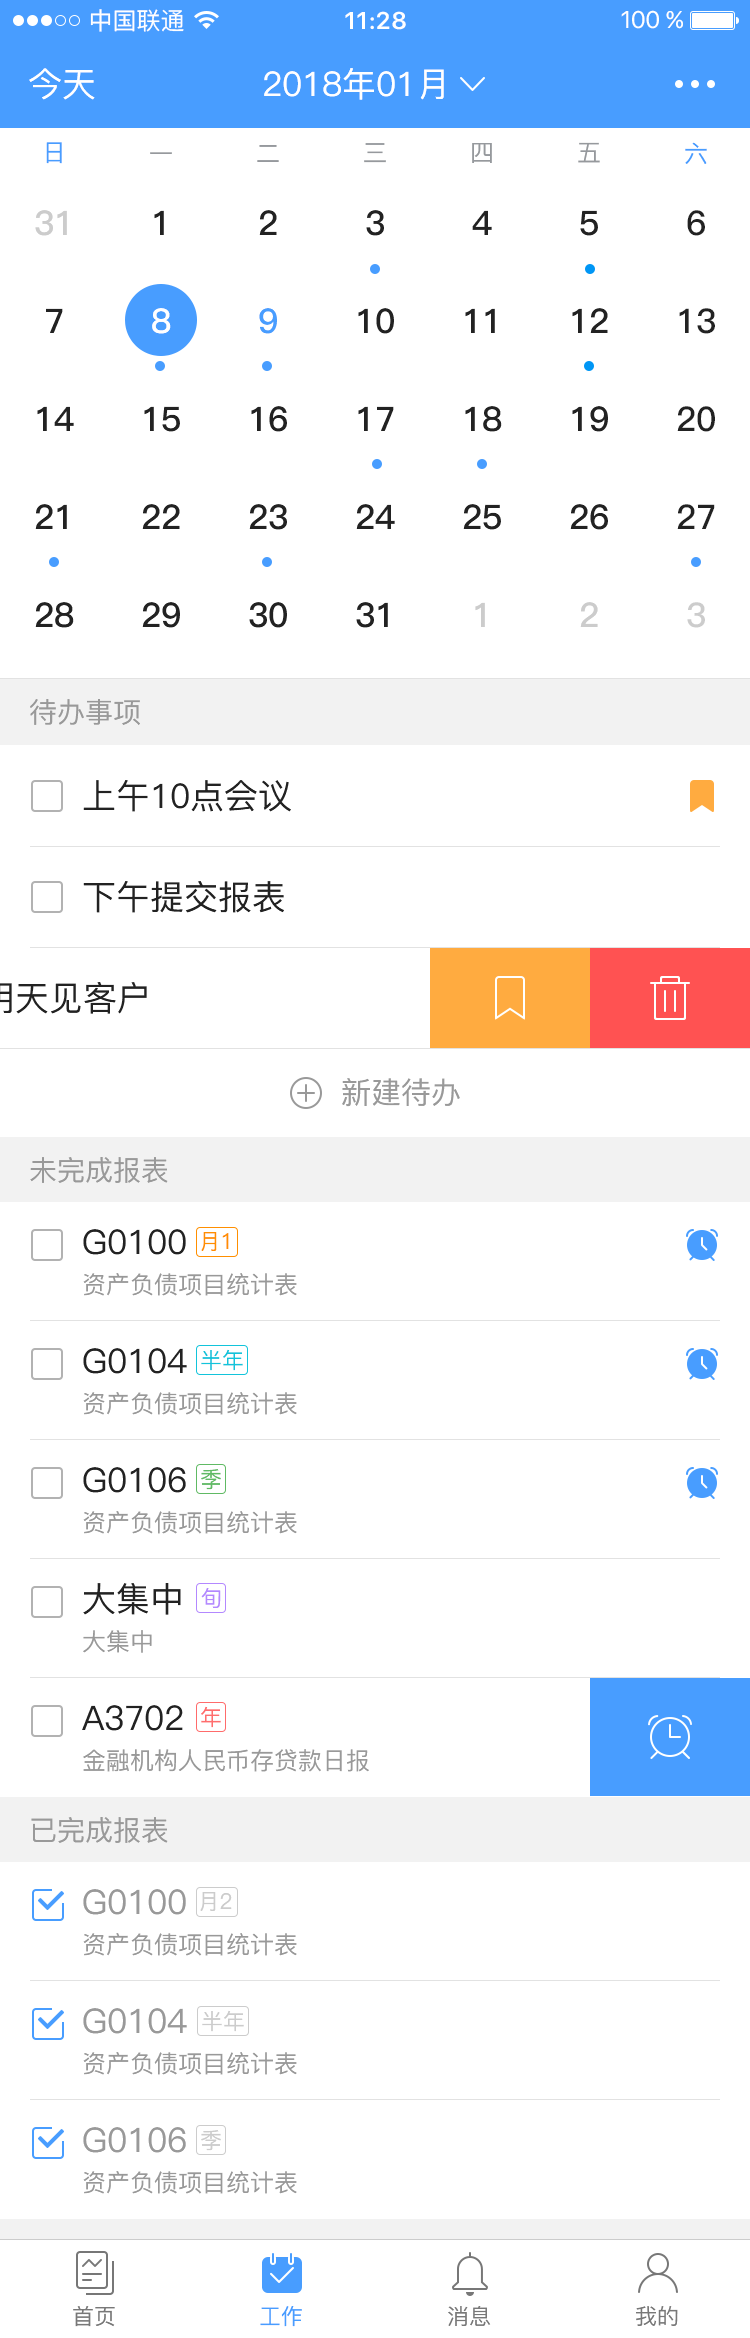 中国联通 11:28 100 %
今天 2018年01月
日 一 二 三 四 五 六
31 1 2 3 4 5 6
7 8 9 10 11 12 13
14 15 16 17 18 19 20
21 22 23 24 25 26 27
28 29 30 31 1 2 3
待办事项
上午10点会议
下午提交报表
明天见客户
新建待办
未完成报表
G0100 月1
资产负债项目统计表
G0104 半年
资产负债项目统计表
G0106 季
资产负债项目统计表
大集中 旬
大集中
A3702 年
金融机构人民币存贷款日报
已完成报表
G0100 月2
资产负债项目统计表
G0104 半年
资产负债项目统计表
G0106 季
资产负债项目统计表
首页 工作 消息 我的